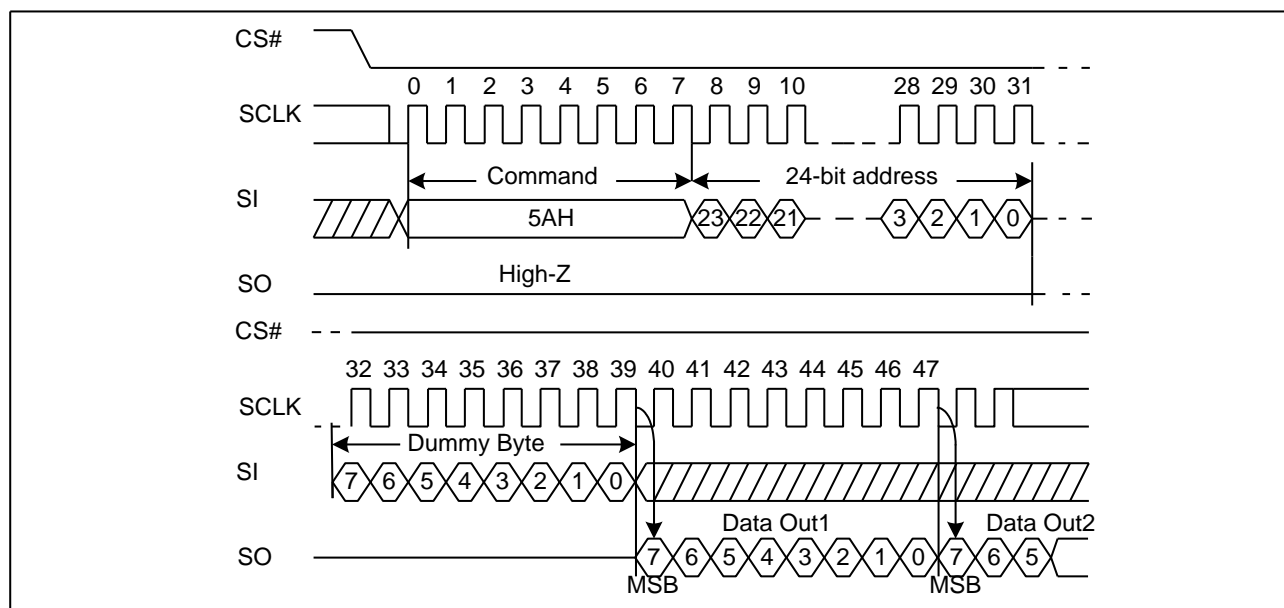 CS#
0 1 2 3 4 5 6 7 8 9 10 28 29 30 31
SCLK
Command 24-bit address
SI
5AH 23 22 21 3 2 1 0
High-Z
SO
CS#
32 33 34 35 36 37 38 39 40 41 42 43 44 45 46 47
SCLK
Dummy Byte
SI
7 6 5 4 3 2 1 0
Data Out1 Data Out2
SO
7 6 5 4 3 2 1 0 7 6 5
MSB MSB